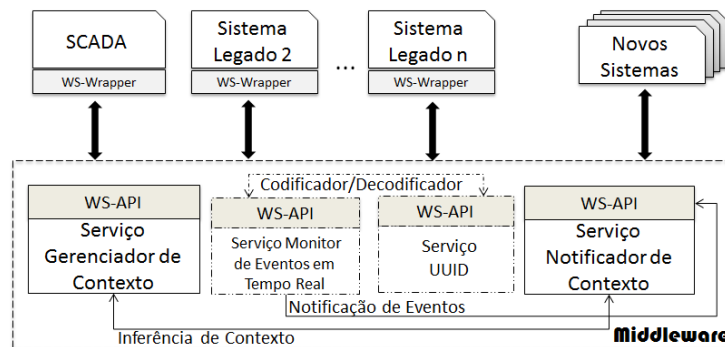 SCADA
WS-Wrapper
Sistema
Legado 2
WS-Wrapper
...
Sistema
Legado n
WS-Wrapper
Novos
Sistemas
Codificador/Decodificador
WS-API
Serviço
Gerenciador de
Contexto
WS-API
Serviço Monitor
de Eventos em
Tempo Real
WS-API
Serviço
UUID
WS-API
Serviço
Notificador de
Contexto
Notificação de Eventos
Inferência de Contexto
Middleware